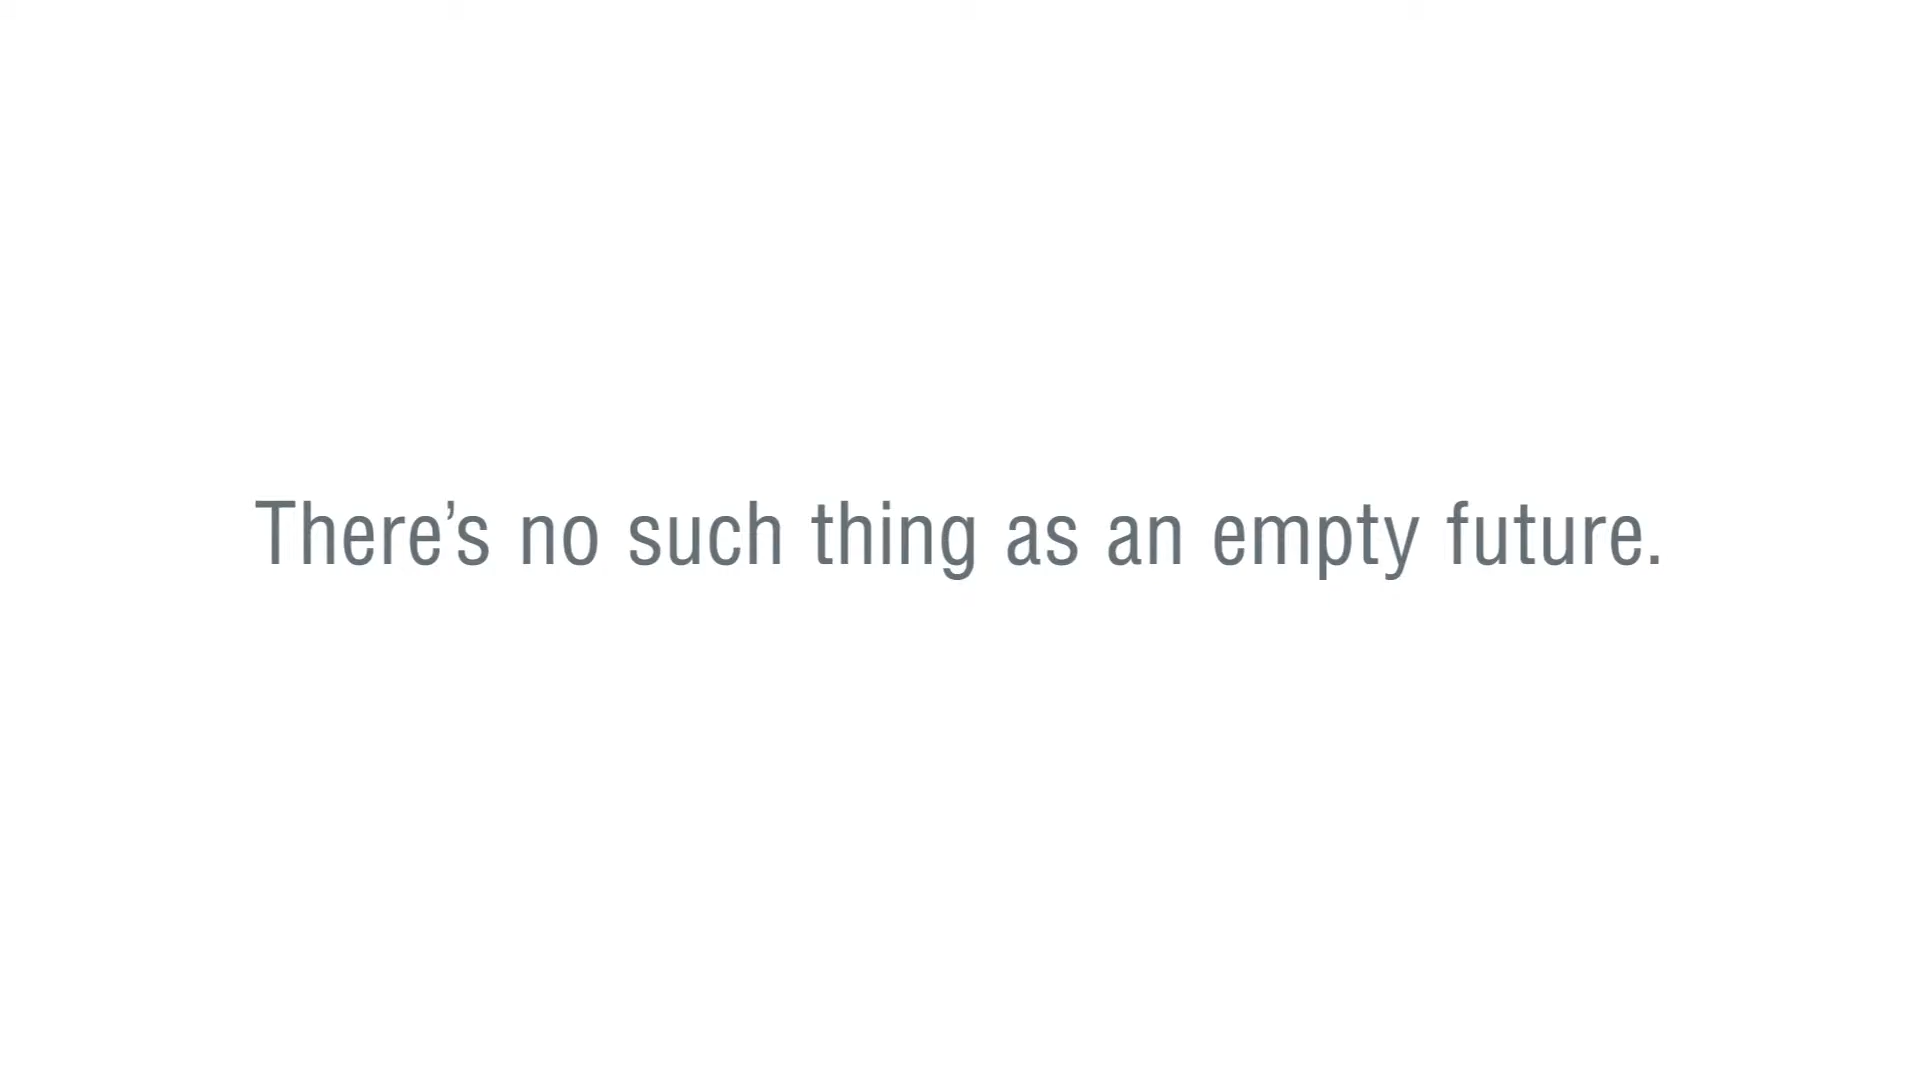 There’s no such thing as an empty future.